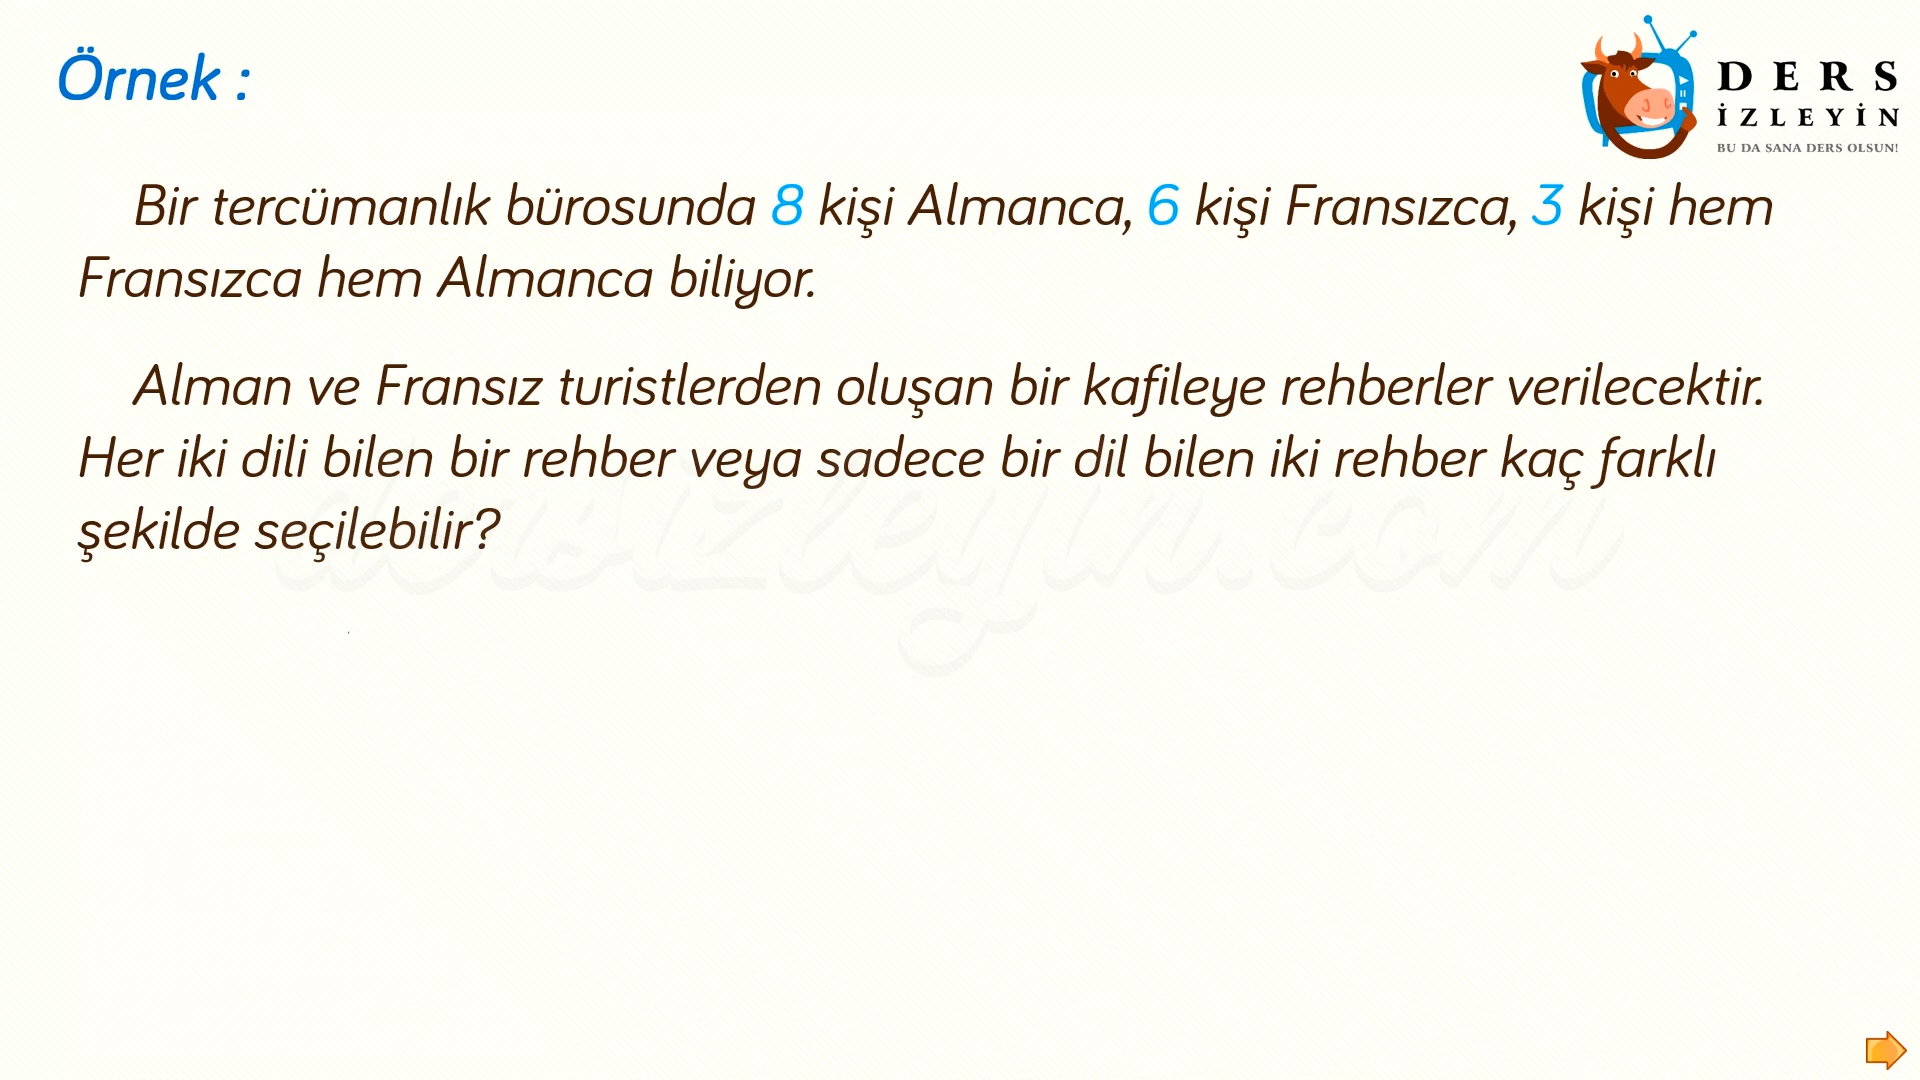 Örnek :
DERS
İZLEYİN
BU DA SANA DERS OLSUN!
Bir tercümanlık bürosunda 8 kişi Almanca, 6 kişi Fransızca, 3 kişi hem
Fransızca hem Almanca biliyor.
Alman ve Fransız turistlerden oluşan bir kafileye rehberler verilecektir.
Her iki dili bilen bir rehber veya sadece bir dil bilen iki rehber kaç farklı
şekilde seçilebilir?
dersizleyin.com